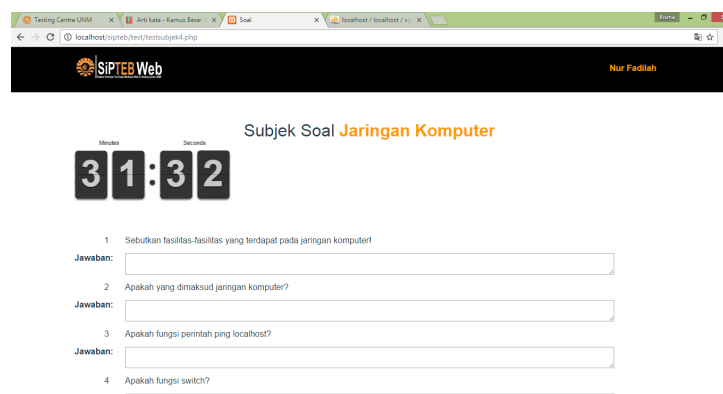 Testing Centre UNM
Arti kata - Kamus Besar
Soal
localhost / localhost / sip
Risma
localhost/sipteb/test/testsubjek4.php
SiPTEB Web
Nur Fadilah
Subjek Soal Jaringan Komputer
Minutes Seconds
31:32
1 Sebutkan fasilitas-fasilitas yang terdapat pada jaringan komputer!
Jawaban:
2 Apakah yang dimaksud jaringan komputer?
Jawaban:
3 Apakah fungsi perintah ping localhost?
Jawaban:
4 Apakah fungsi switch?